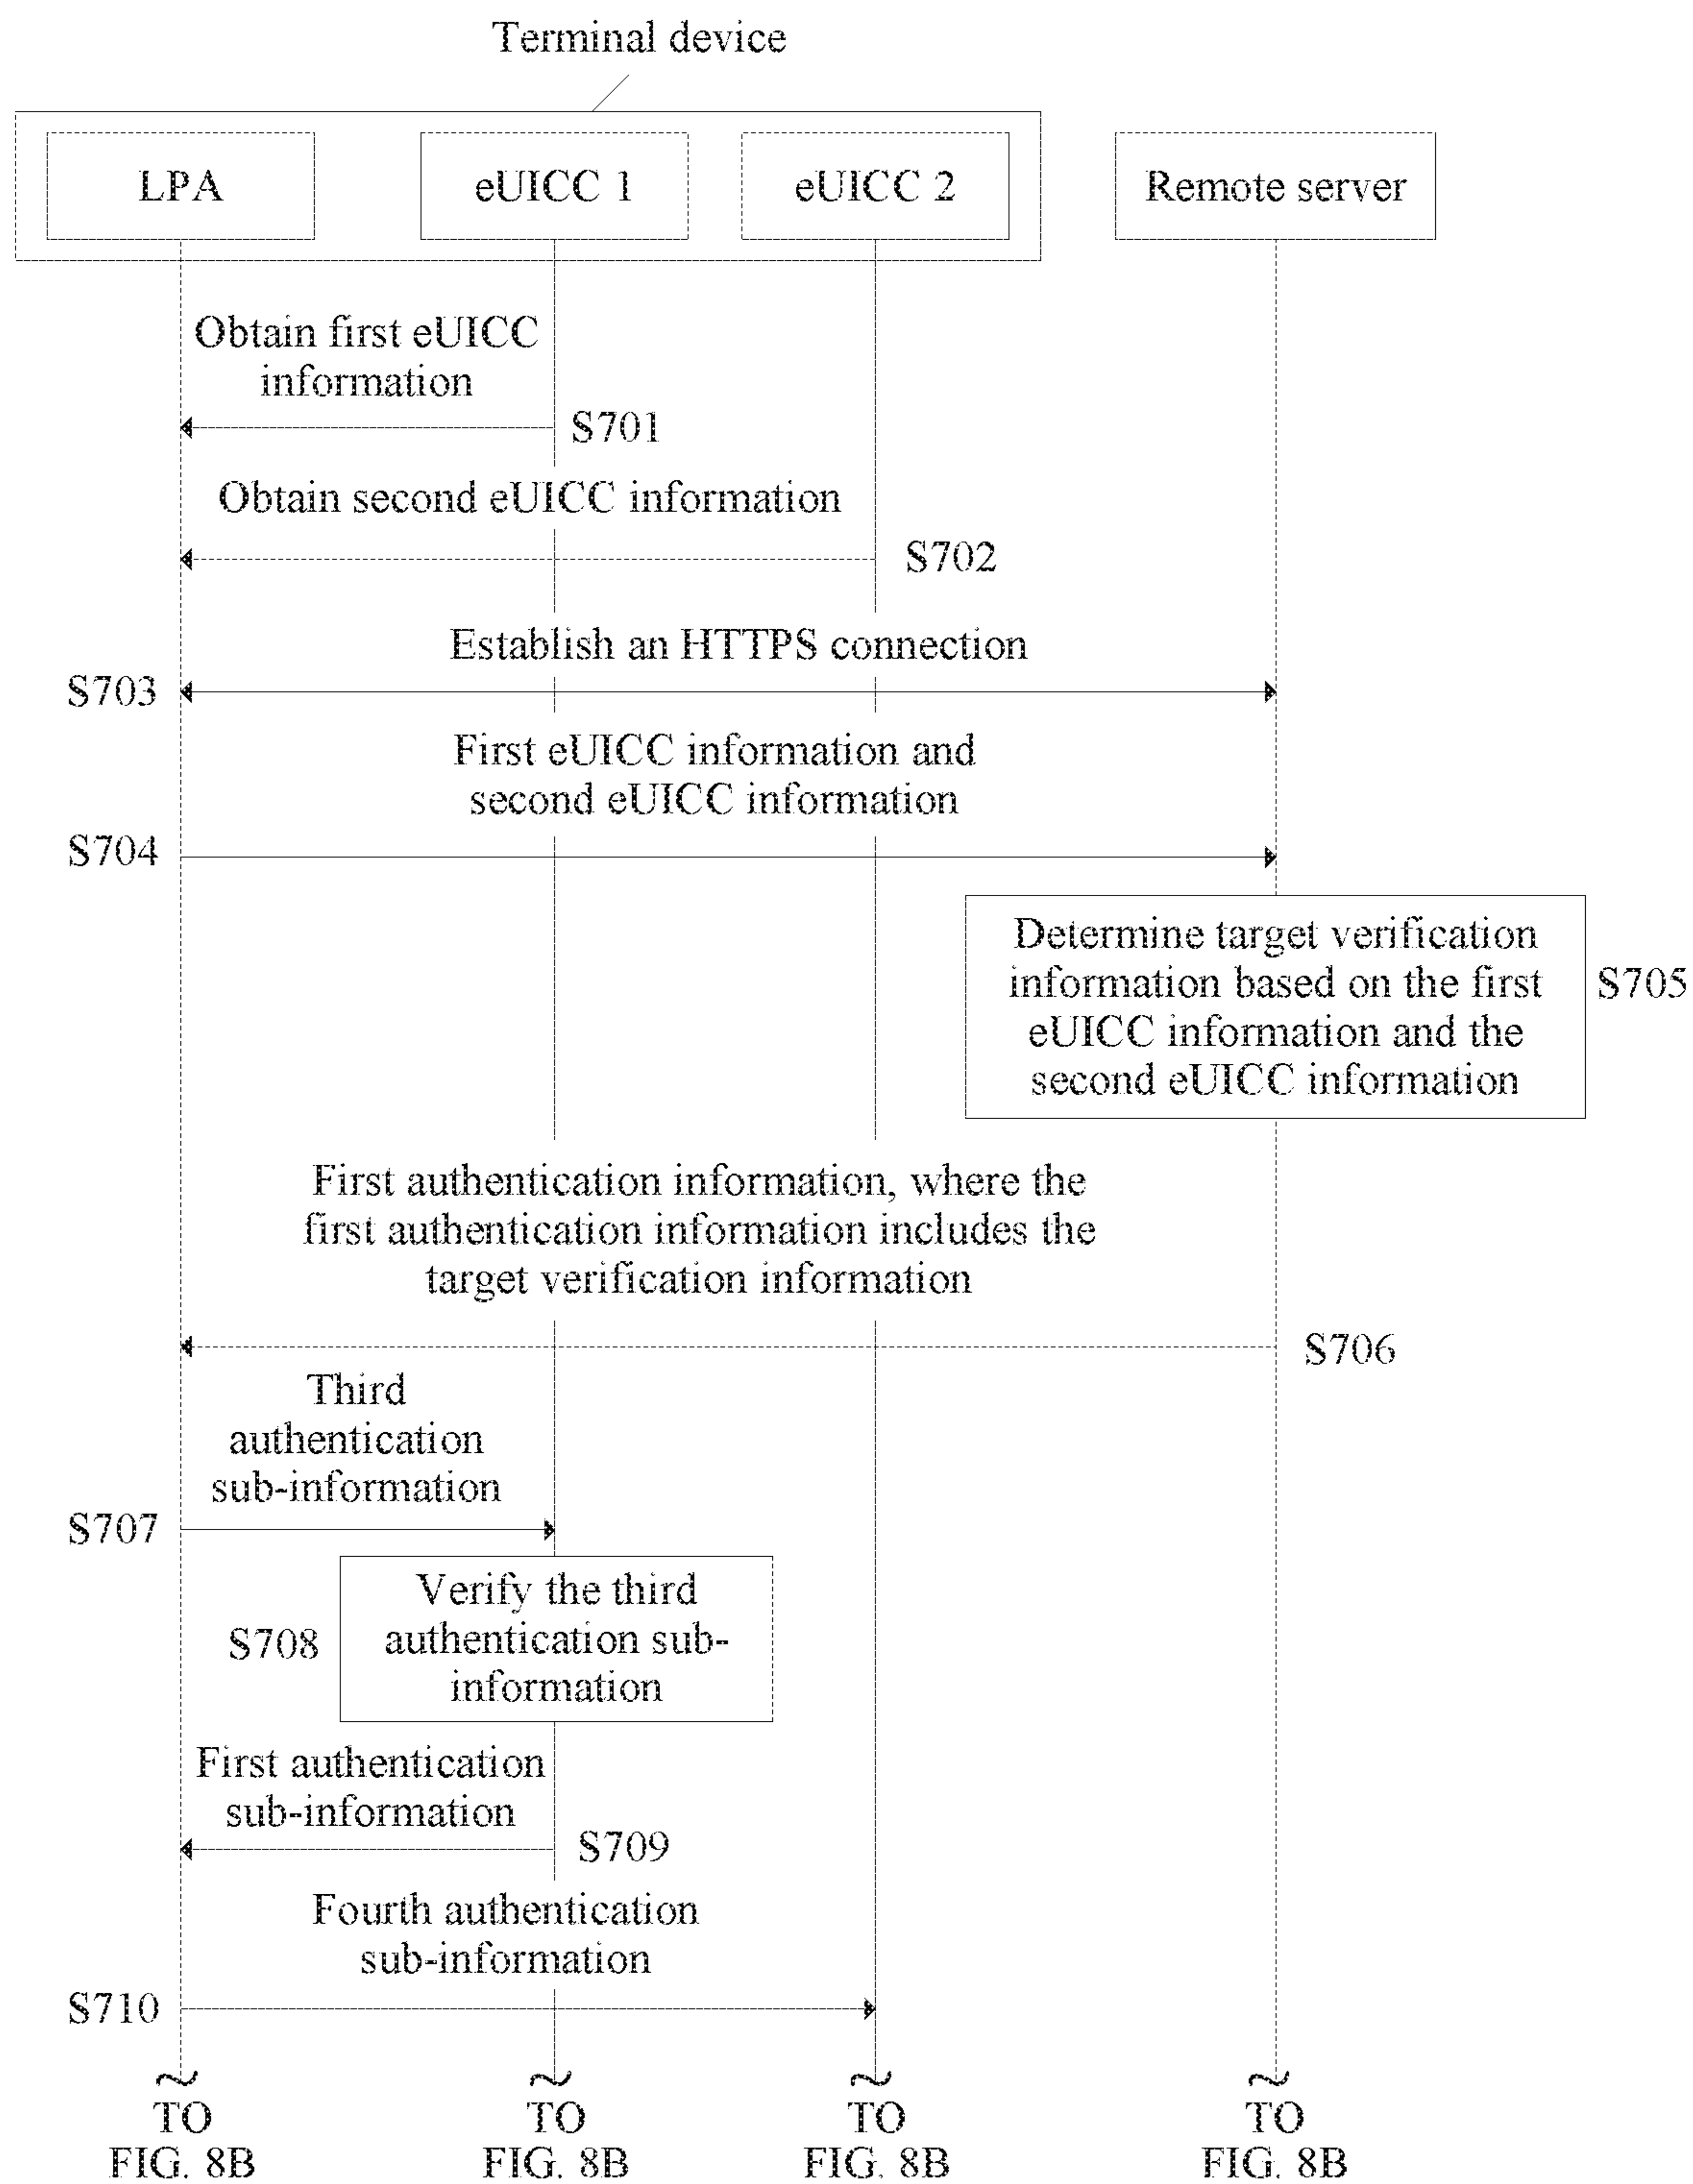 Terminal device
LPA
eUICC 1
eUICC 2
Remote server
Obtain first eUICC
information
S701
Obtain second eUICC information
S702
Establish an HTTPS connection
S703
First eUICC information and
second eUICC information
S704
Determine target verification
information based on the first
eUICC information and the
second eUICC information
S705
First authentication information, where the
first authentication information includes the
target verification information
S706
Third
authentication
sub-information
S707
Verify the third
authentication sub-
information
S708
First authentication
sub-information
S709
Fourth authentication
sub-information
S710
TO
FIG. 8B
TO
FIG. 8B
TO
FIG. 8B
TO
FIG. 8B